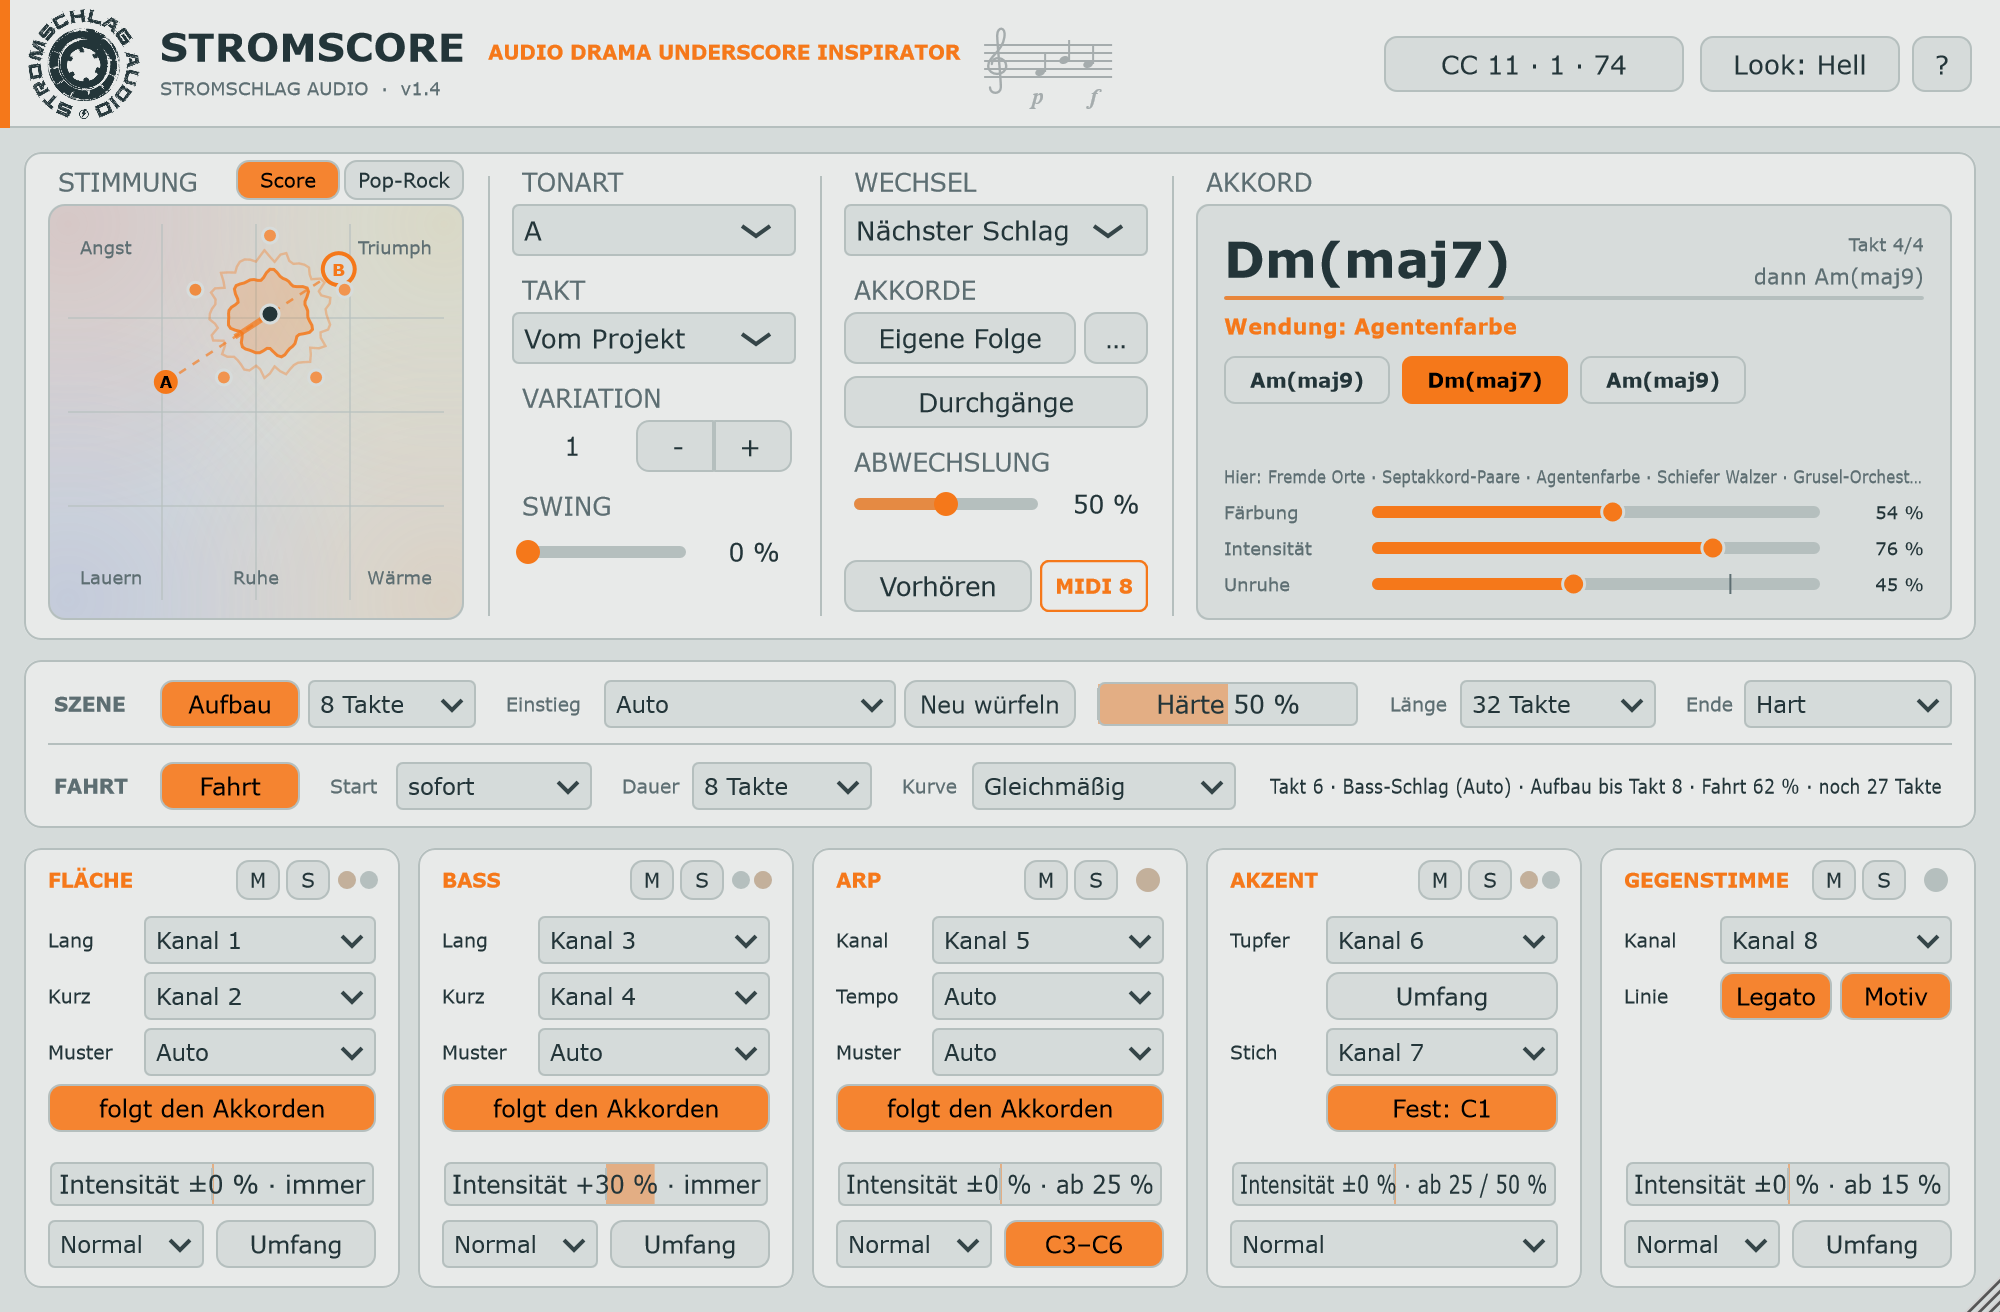 STROMSCHLAG AUDIO
STROMSCORE
AUDIO DRAMA UNDERSCORE INSPIRATOR
STROMSCHLAG AUDIO · v1.4
p f
CC 11 · 1 · 74
Look: Hell
?
STIMMUNG
Score
Pop-Rock
Angst
Triumph
B
A
Lauern
Ruhe
Wärme
TONART
A
TAKT
Vom Projekt
VARIATION
1
- +
SWING
0 %
WECHSEL
Nächster Schlag
AKKORDE
Eigene Folge
...
Durchgänge
ABWECHSLUNG
50 %
Vorhören
MIDI 8
AKKORD
Dm(maj7)
Takt 4/4
dann Am(maj9)
Wendung: Agentenfarbe
Am(maj9) Dm(maj7) Am(maj9)
Hier: Fremde Orte · Septakkord-Paare · Agentenfarbe · Schiefer Walzer · Grusel-Orchest...
Färbung 54 %
Intensität 76 %
Unruhe 45 %
SZENE Aufbau 8 Takte Einstieg Auto Neu würfeln Härte 50 % Länge 32 Takte Ende Hart
FAHRT Fahrt Start sofort Dauer 8 Takte Kurve Gleichmäßig Takt 6 · Bass-Schlag (Auto) · Aufbau bis Takt 8 · Fahrt 62 % · noch 27 Takte
FLÄCHE M S
Lang Kanal 1
Kurz Kanal 2
Muster Auto
folgt den Akkorden
Intensität ±0 % · immer
Normal Umfang
BASS M S
Lang Kanal 3
Kurz Kanal 4
Muster Auto
folgt den Akkorden
Intensität +30 % · immer
Normal Umfang
ARP M S
Kanal Kanal 5
Tempo Auto
Muster Auto
folgt den Akkorden
Intensität ±0 % · ab 25 %
Normal C3–C6
AKZENT M S
Tupfer Kanal 6
Umfang
Stich Kanal 7
Fest: C1
Intensität ±0 % · ab 25 / 50 %
Normal
GEGENSTIMME M S
Kanal Kanal 8
Linie Legato Motiv
Intensität ±0 % · ab 15 %
Normal Umfang